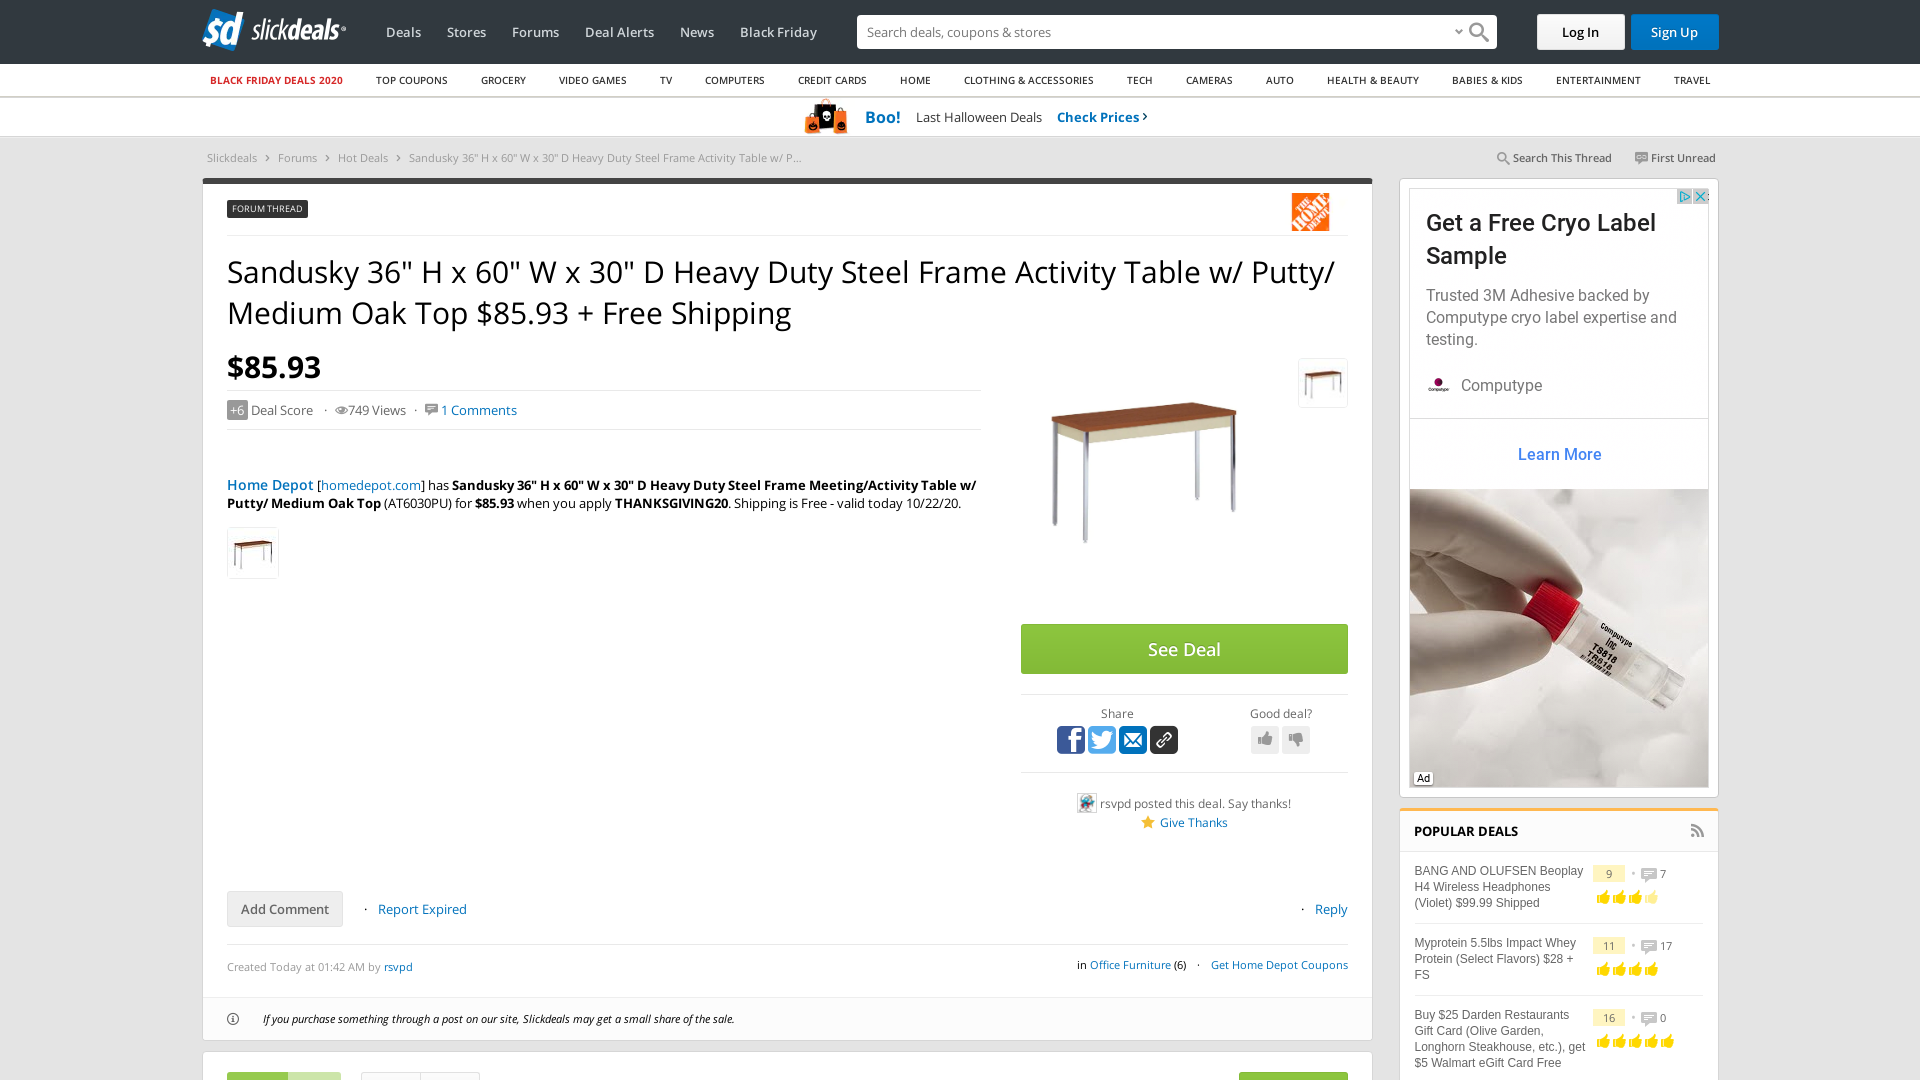 slickdeals
Deals
Stores
Forums
Deal Alerts
News
Black Friday
Search deals, coupons & stores
Log In
Sign Up
BLACK FRIDAY DEALS 2020
TOP COUPONS
GROCERY
VIDEO GAMES
TV
COMPUTERS
CREDIT CARDS
HOME
CLOTHING & ACCESSORIES
TECH
CAMERAS
AUTO
HEALTH & BEAUTY
BABIES & KIDS
ENTERTAINMENT
TRAVEL
Boo! Last Halloween Deals Check Prices
Slickdeals > Forums > Hot Deals > Sandusky 36" H x 60" W x 30" D Heavy Duty Steel Frame Activity Table w/ P...
Search This Thread
First Unread
FORUM THREAD
THE HOME DEPOT
Sandusky 36" H x 60" W x 30" D Heavy Duty Steel Frame Activity Table w/ Putty/
Medium Oak Top $85.93 + Free Shipping
$85.93
+6 Deal Score · 749 Views · 1 Comments
Home Depot [homedepot.com] has Sandusky 36" H x 60" W x 30" D Heavy Duty Steel Frame Meeting/Activity Table w/
Putty/ Medium Oak Top (AT6030PU) for $85.93 when you apply THANKSGIVING20. Shipping is Free - valid today 10/22/20.
See Deal
Share
Good deal?
rsvpd posted this deal. Say thanks!
Give Thanks
Add Comment
· Report Expired
· Reply
Created Today at 01:42 AM by rsvpd
in Office Furniture (6) · Get Home Depot Coupons
If you purchase something through a post on our site, Slickdeals may get a small share of the sale.
Get a Free Cryo Label
Sample
Trusted 3M Adhesive backed by
Computype cryo label expertise and
testing.
Computype
Learn More
Computype
Inc
TS818
TR818
Ad
POPULAR DEALS
BANG AND OLUFSEN Beoplay
H4 Wireless Headphones
(Violet) $99.99 Shipped
9 • 7
Myprotein 5.5lbs Impact Whey
Protein (Select Flavors) $28 +
FS
11 • 17
Buy $25 Darden Restaurants
Gift Card (Olive Garden,
Longhorn Steakhouse, etc.), get
$5 Walmart eGift Card Free
16 • 0